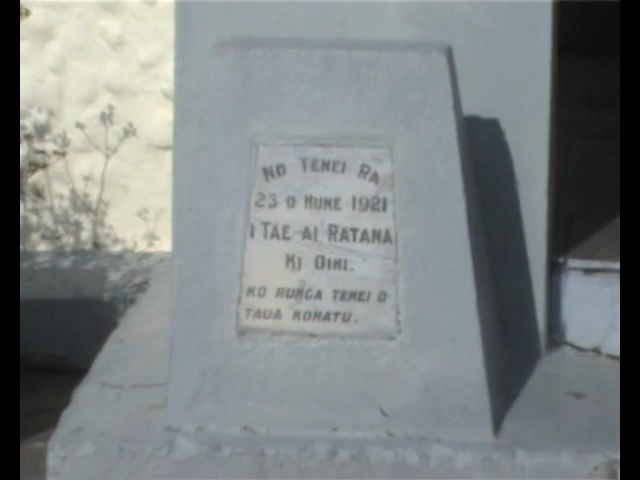 NO TENEI RA
23 O HUNE 1921
I TAE AI RATANA
KI OIHI.
KO RUNGA TENEI O
TAUA KOHATU.